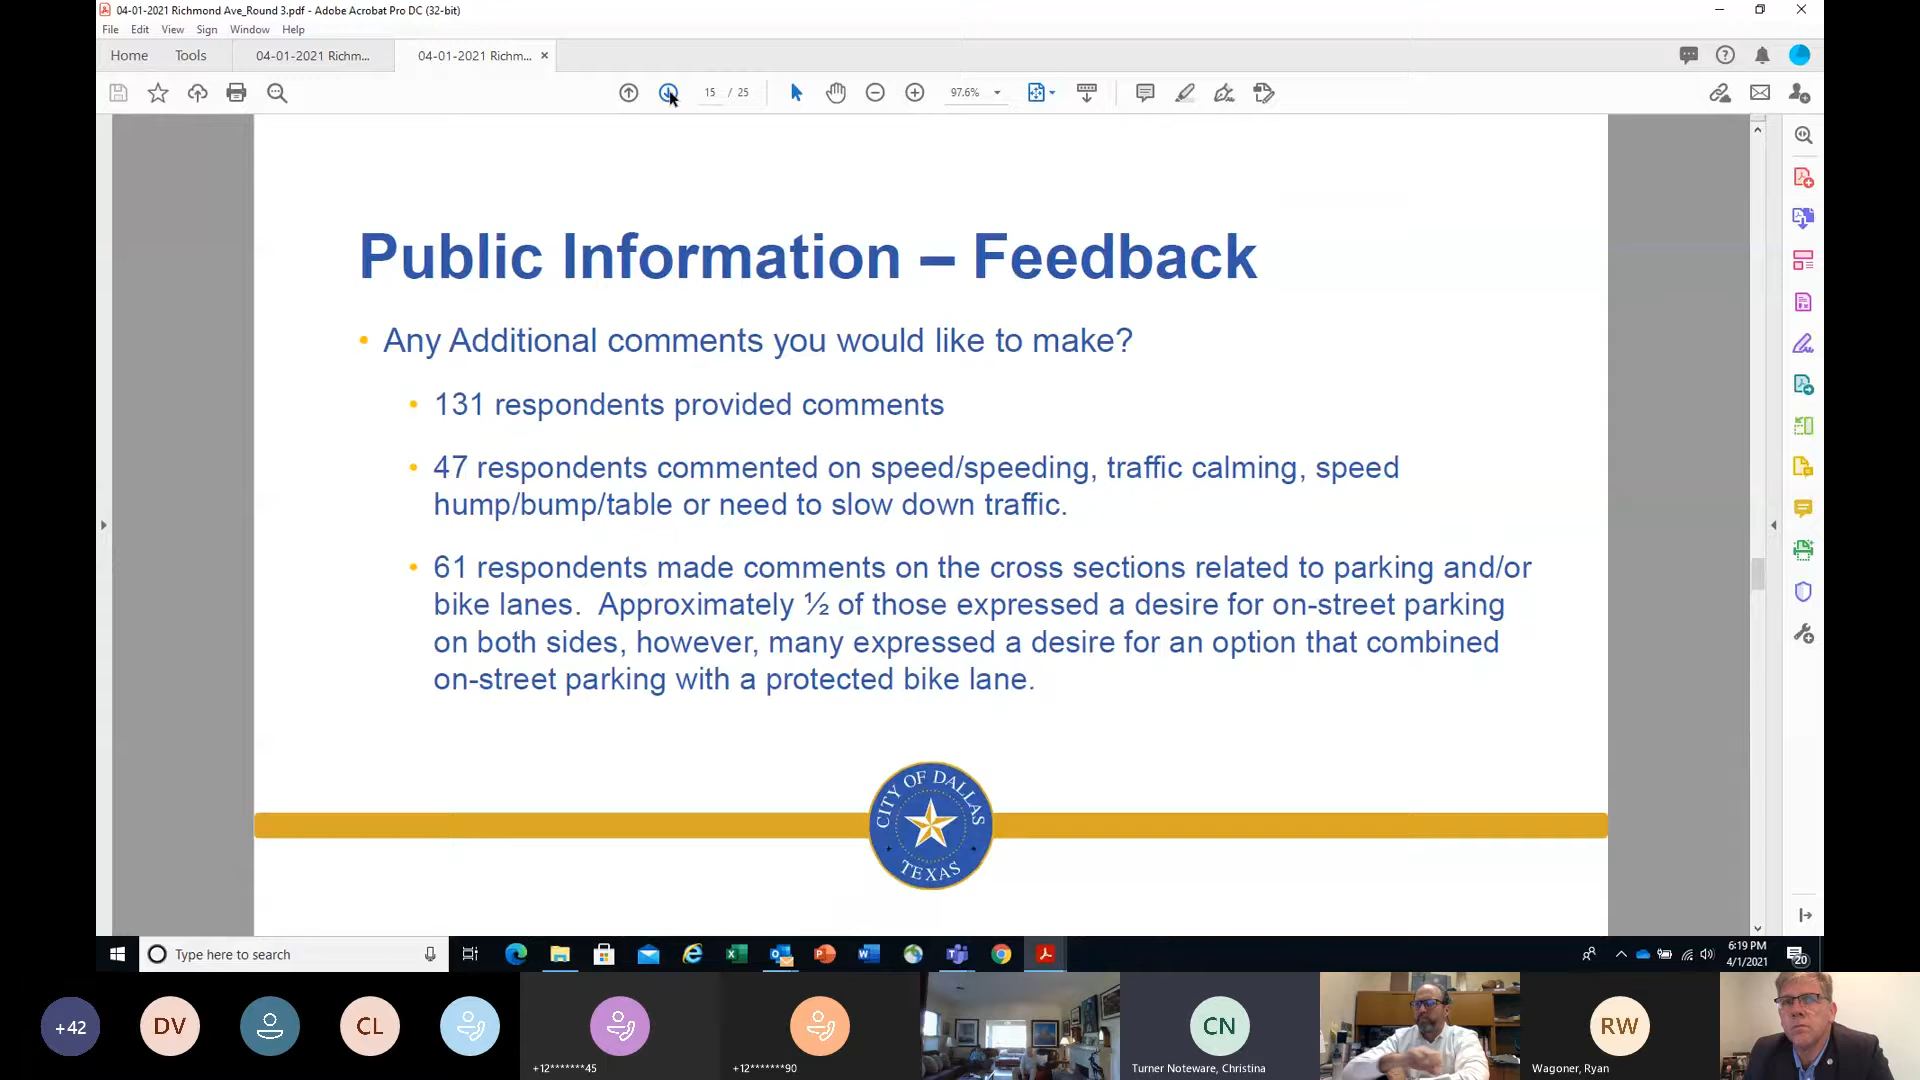 04-01-2021 Richmond Ave_Round 3.pdf - Adobe Acrobat Pro DC (32-bit)
File Edit View Sign Window Help
Home Tools 04-01-2021 Richm... 04-01-2021 Richm... ×
15 / 25 97.6%
Public Information – Feedback
• Any Additional comments you would like to make?
• 131 respondents provided comments
• 47 respondents commented on speed/speeding, traffic calming, speed
hump/bump/table or need to slow down traffic.
• 61 respondents made comments on the cross sections related to parking and/or
bike lanes. Approximately ½ of those expressed a desire for on-street parking
on both sides, however, many expressed a desire for an option that combined
on-street parking with a protected bike lane.
CITY OF DALLAS
TEXAS
Type here to search
6:19 PM
4/1/2021
20
+42 DV CL CN RW
+12*******45 +12*******90 Turner Noteware, Christina Wagoner, Ryan